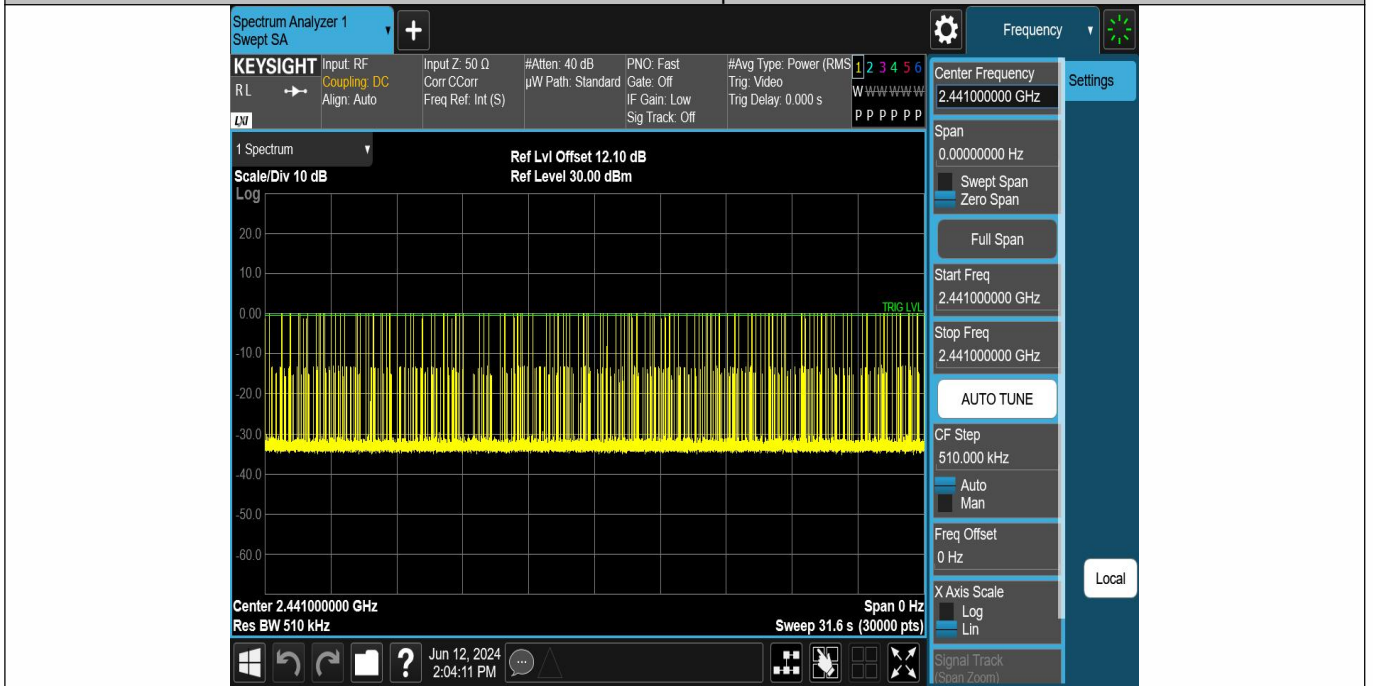 Spectrum Analyzer 1
Swept SA
Frequency
KEYSIGHT
RL
LXI
Input: RF
Coupling: DC
Align: Auto
Input Z: 50 Ω
Corr CCorr
Freq Ref: Int (S)
#Atten: 40 dB
µW Path: Standard
PNO: Fast
Gate: Off
IF Gain: Low
Sig Track: Off
#Avg Type: Power (RMS
Trig: Video
Trig Delay: 0.000 s
1 2 3 4 5 6
W W W W W W
P P P P P P
1 Spectrum
Scale/Div 10 dB
Ref Lvl Offset 12.10 dB
Ref Level 30.00 dBm
Log
20.0
10.0
0.00
-10.0
-20.0
-30.0
-40.0
-50.0
-60.0
TRIG LVL
Center 2.441000000 GHz
Res BW 510 kHz
Span 0 Hz
Sweep 31.6 s (30000 pts)
Center Frequency
2.441000000 GHz
Settings
Span
0.00000000 Hz
Swept Span
Zero Span
Full Span
Start Freq
2.441000000 GHz
Stop Freq
2.441000000 GHz
AUTO TUNE
CF Step
510.000 kHz
Auto
Man
Freq Offset
0 Hz
X Axis Scale
Log
Lin
Signal Track
(Span Zoom)
Local
Jun 12, 2024
2:04:11 PM